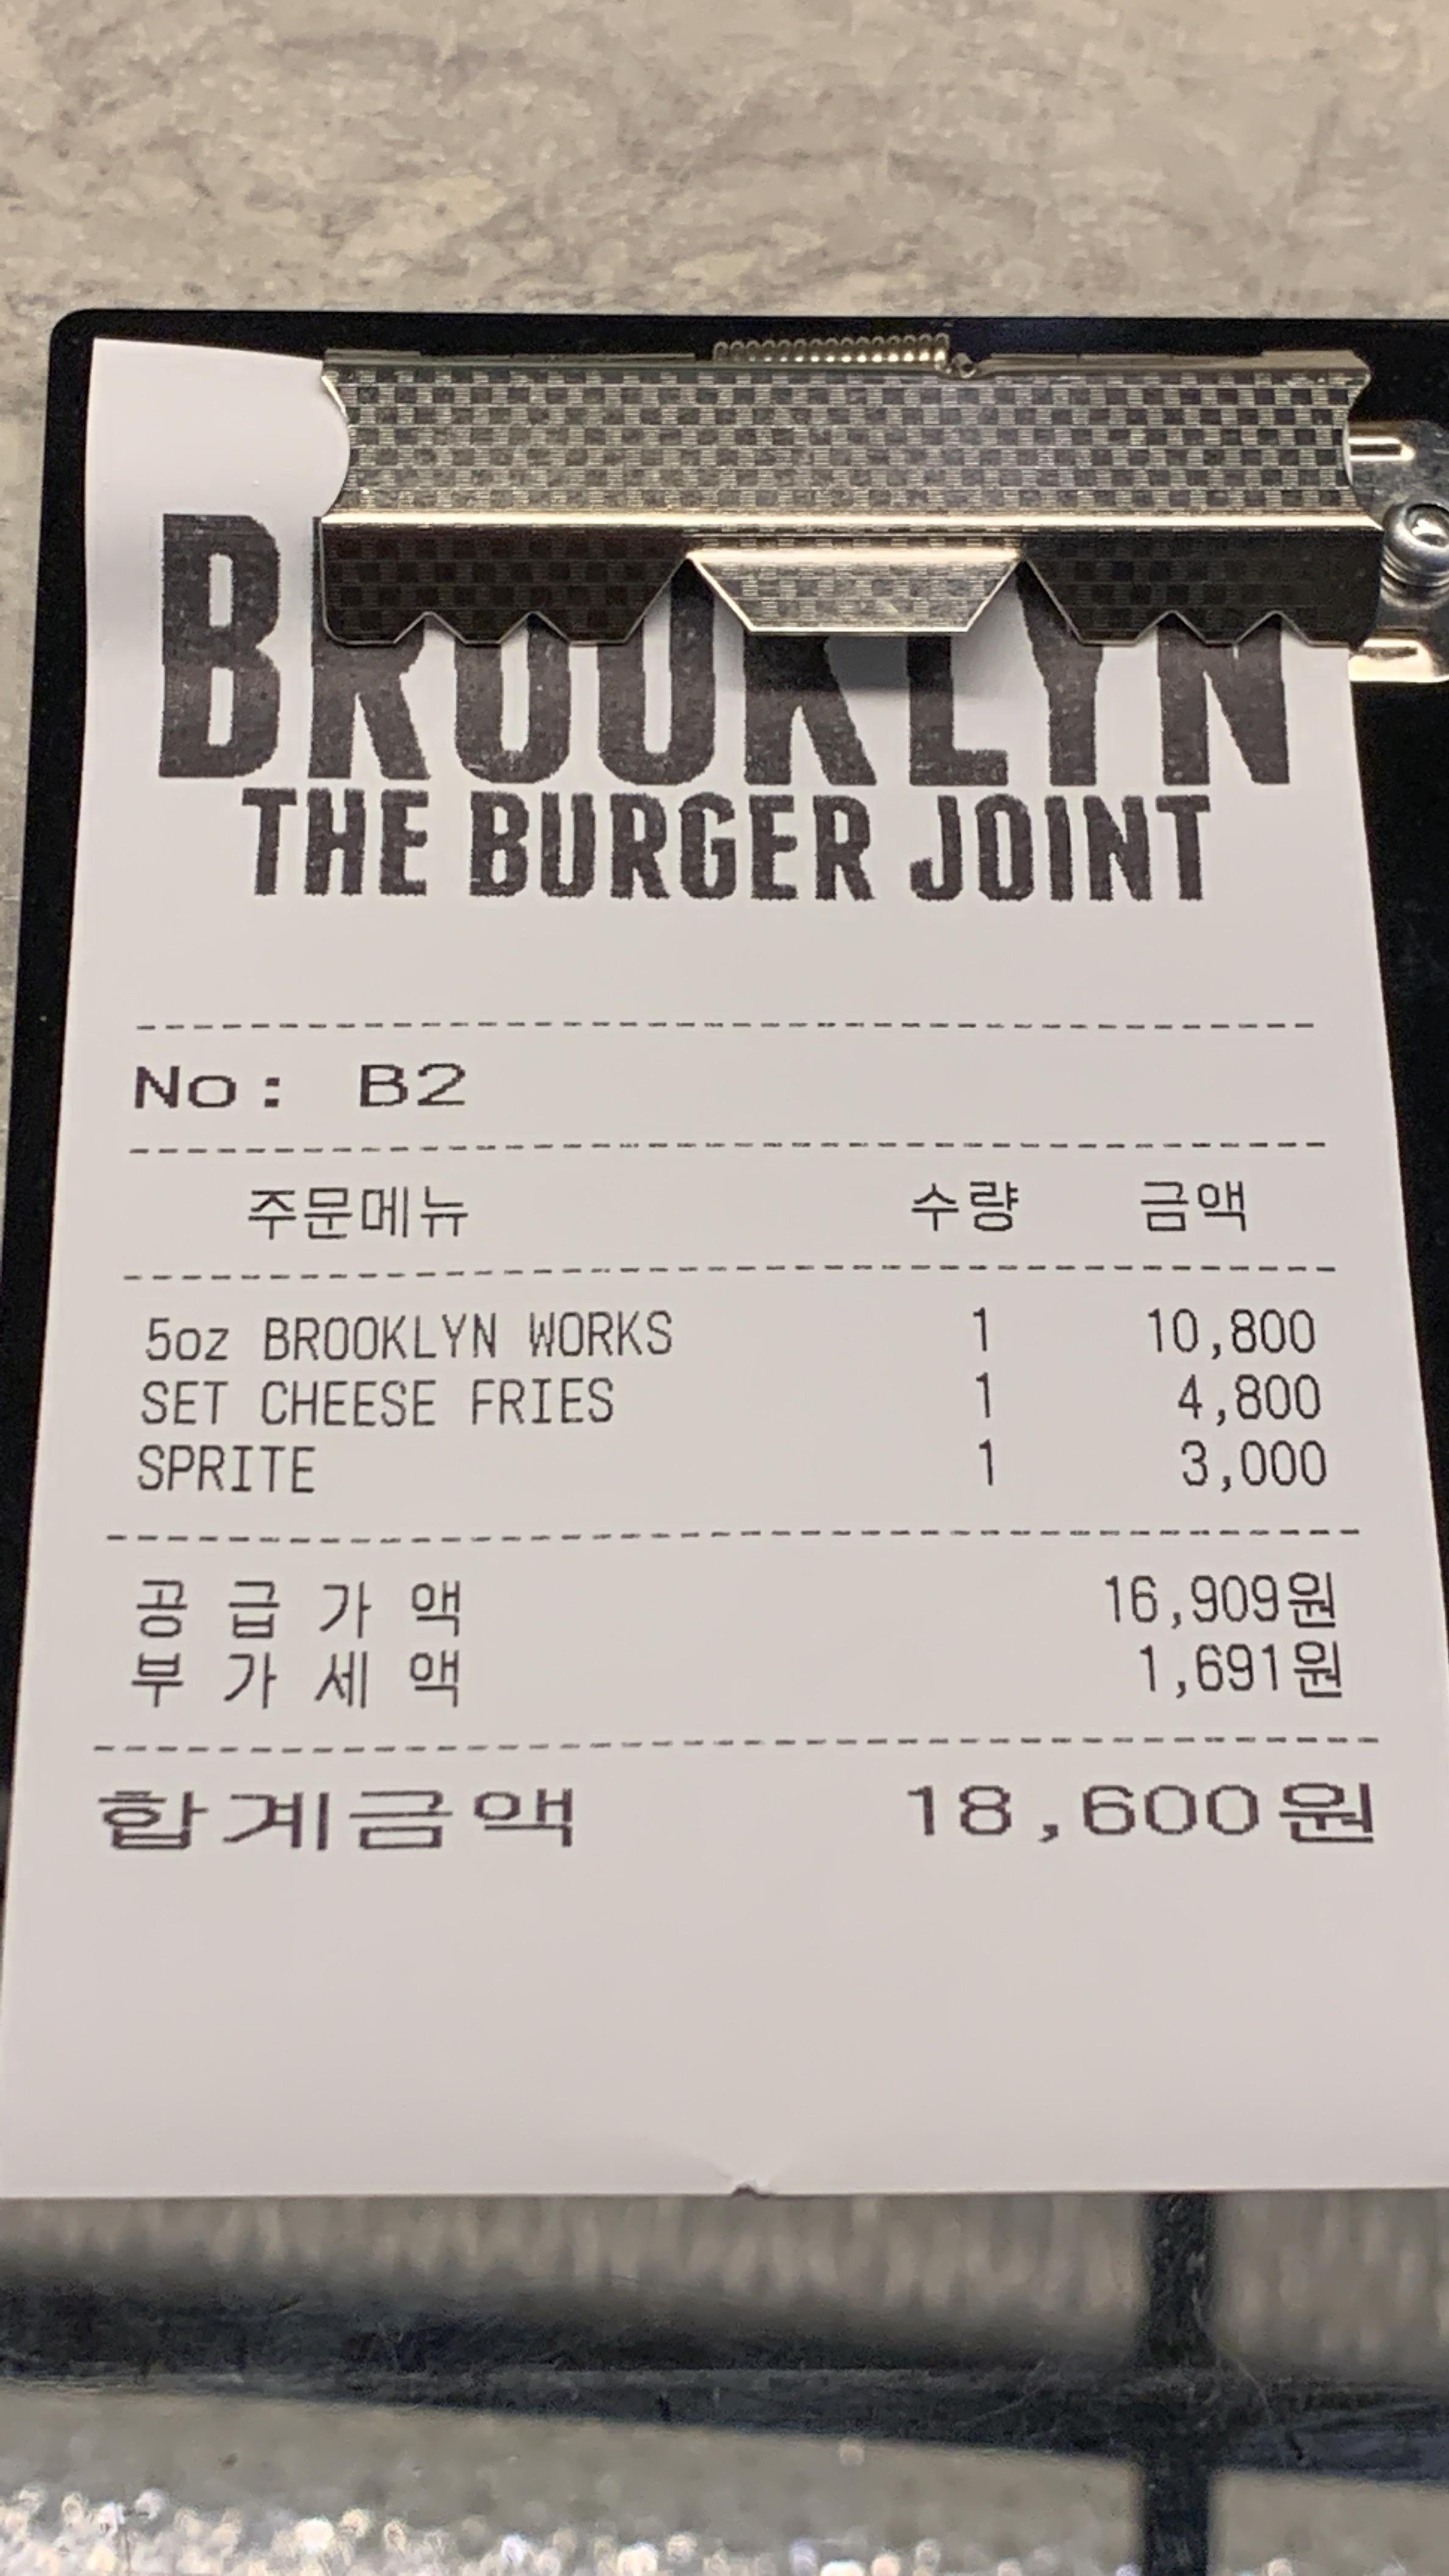 BROOKLYN
THE BURGER JOINT
No: B2
주문메뉴 수량 금액
5oz BROOKLYN WORKS 1 10,800
SET CHEESE FRIES 1 4,800
SPRITE 1 3,000
공 급 가 액 16,909원
부 가 세 액 1,691원
합계금액 18,600원